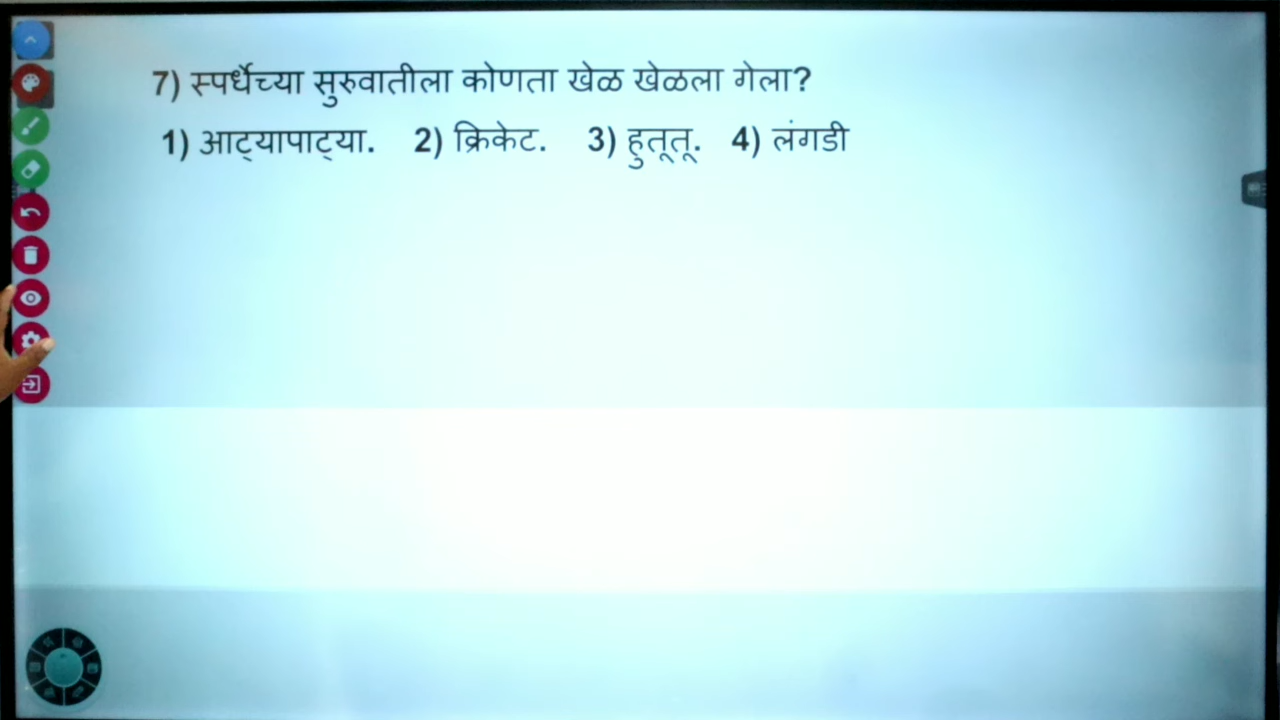 7) स्पर्धेच्या सुरुवातीला कोणता खेळ खेळला गेला?
1) आट्यापाट्या. 2) क्रिकेट. 3) हुतूतू. 4) लंगडी